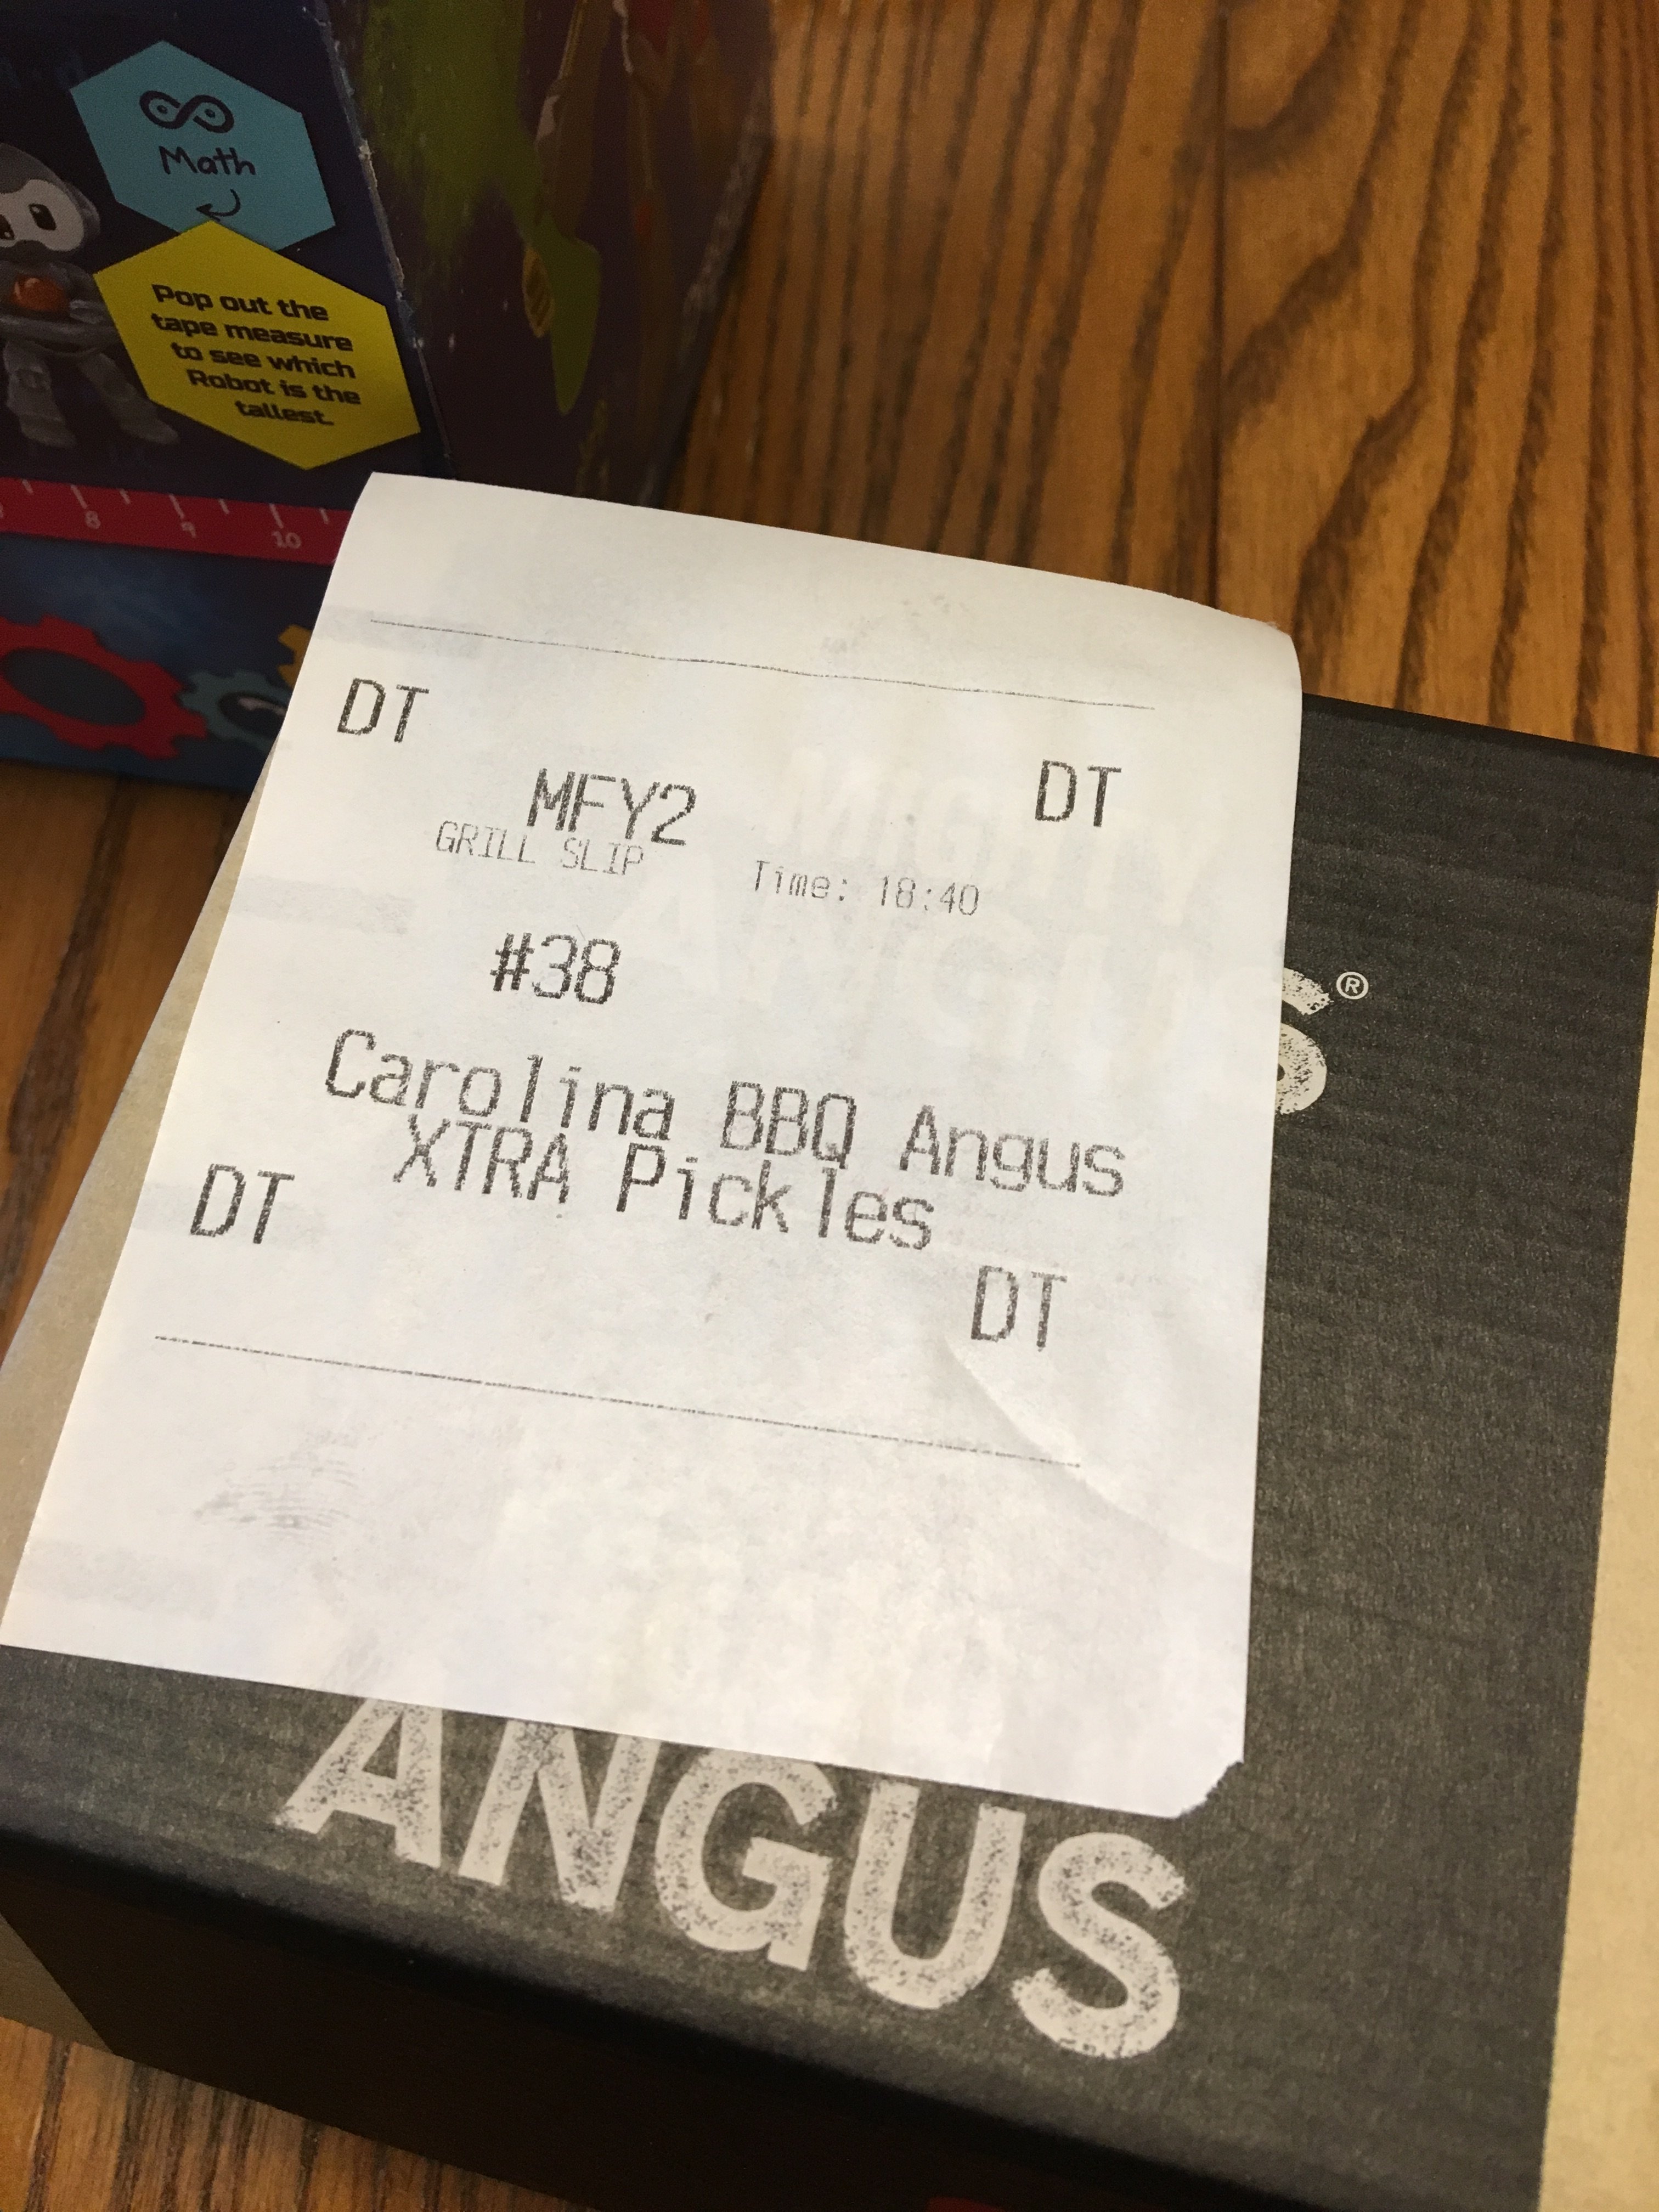 Math
Pop out the
tape measure
to see which
Robot is the
tallest.
8 9 10
DT
DT
MFY2
GRILL SLIP Time: 18:40
#38
Carolina BBQ Angus
XTRA Pickles
DT
DT
S®
ANGUS